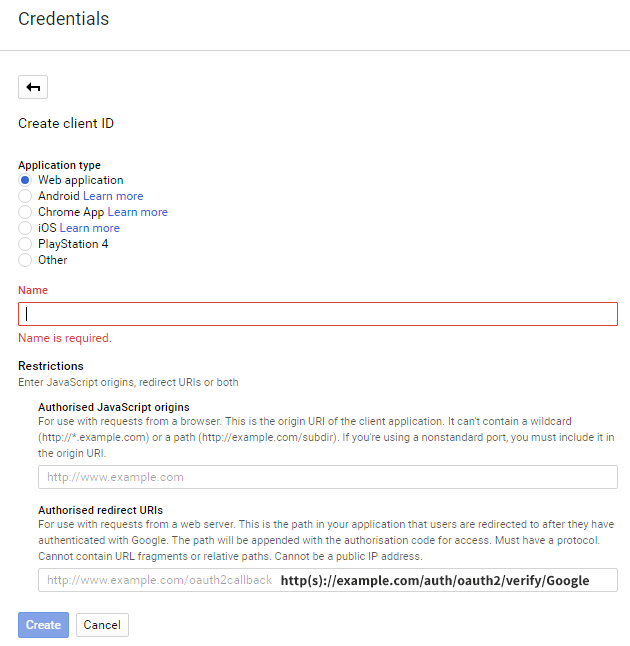 Credentials
Create client ID
Application type
Web application
Android Learn more
Chrome App Learn more
iOS Learn more
PlayStation 4
Other
Name
Name is required.
Restrictions
Enter JavaScript origins, redirect URIs or both
Authorised JavaScript origins
For use with requests from a browser. This is the origin URI of the client application. It can't contain a wildcard
(http://*.example.com) or a path (http://example.com/subdir). If you're using a nonstandard port, you must include it in
the origin URI.
http://www.example.com
Authorised redirect URIs
For use with requests from a web server. This is the path in your application that users are redirected to after they have
authenticated with Google. The path will be appended with the authorisation code for access. Must have a protocol.
Cannot contain URL fragments or relative paths. Cannot be a public IP address.
http://www.example.com/oauth2callback http(s)://example.com/auth/oauth2/verify/Google
Create Cancel